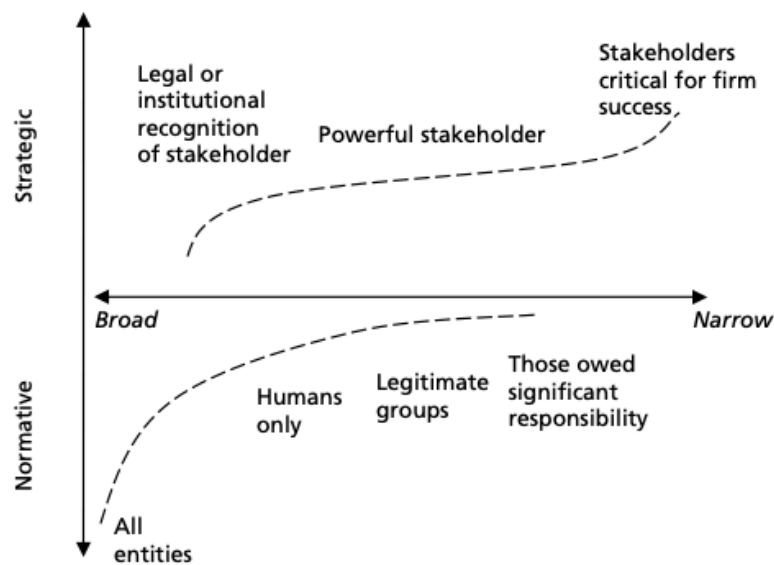 Legal or
institutional
recognition
of stakeholder
Powerful stakeholder
Stakeholders
critical for firm
success
Strategic
Broad
Narrow
Normative
Humans
only
Legitimate
groups
Those owed
significant
responsibility
All
entities